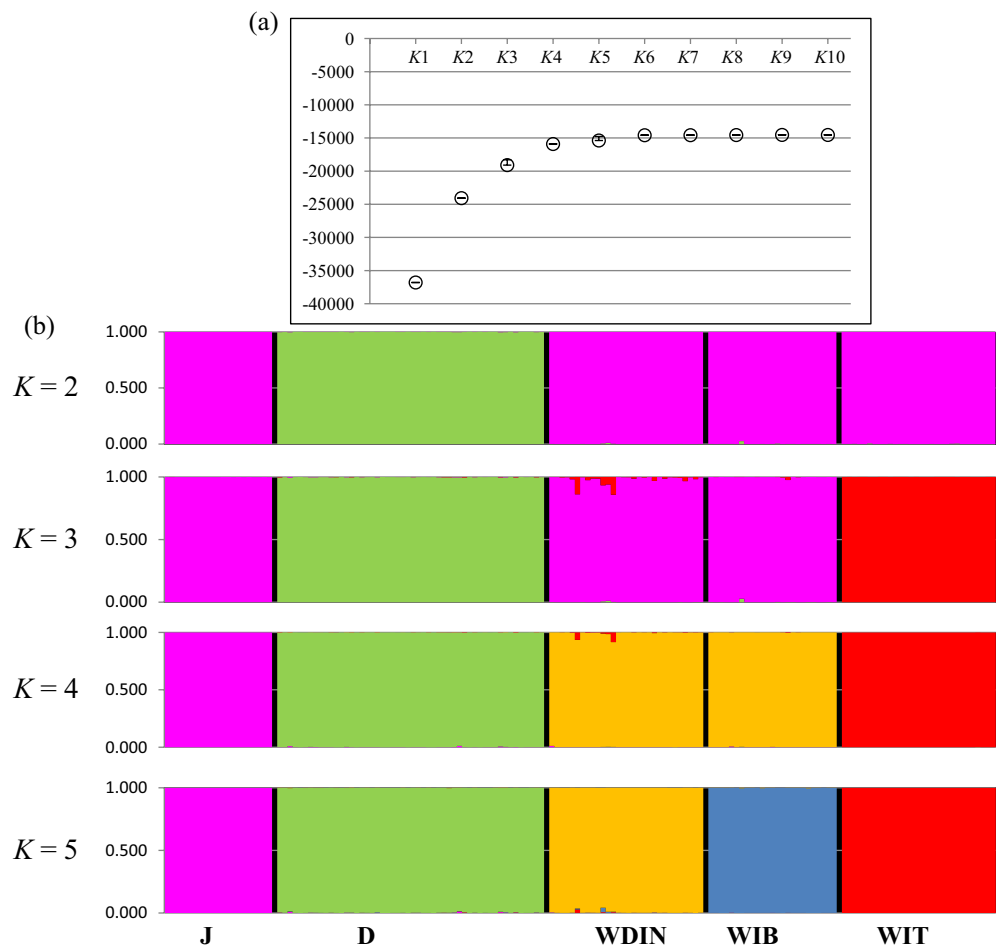 (a)
0
K1 K2 K3 K4 K5 K6 K7 K8 K9 K10
-5000
-10000
-15000
-20000
-25000
-30000
-35000
-40000
(b)
1.000
K = 2
0.500
0.000
1.000
K = 3
0.500
0.000
1.000
K = 4
0.500
0.000
1.000
K = 5
0.500
0.000
J D WDIN WIB WIT